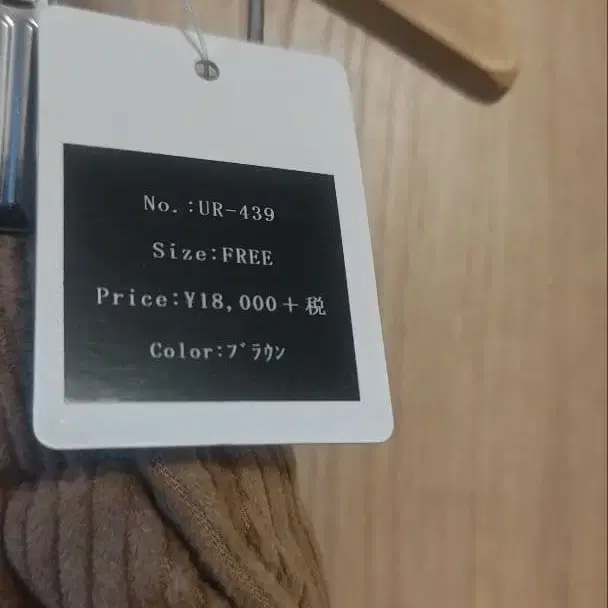 No.:UR-439
Size:FREE
Price:¥18,000+税
Color:ﾌﾞﾗｳﾝ